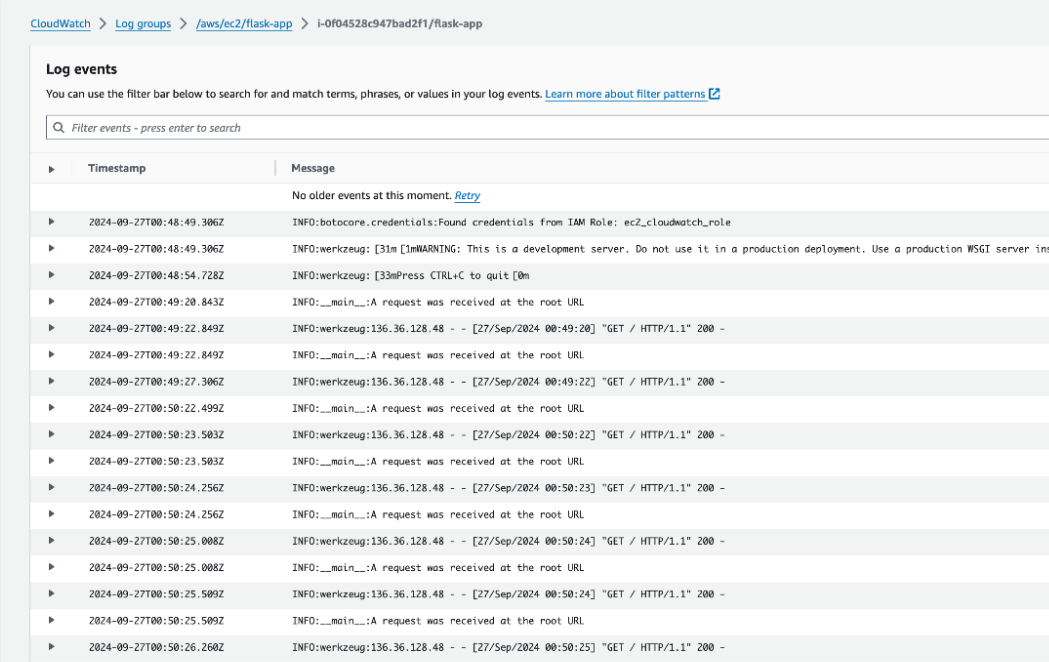 CloudWatch > Log groups > /aws/ec2/flask-app > i-0f04528c947bad2f1/flask-app
Log events
You can use the filter bar below to search for and match terms, phrases, or values in your log events. Learn more about filter patterns
Filter events - press enter to search
Timestamp Message
No older events at this moment. Retry
2024-09-27T00:48:49.306Z INFO:botocore.credentials:Found credentials from IAM Role: ec2_cloudwatch_role
2024-09-27T00:48:49.306Z INFO:werkzeug: [31m [1mWARNING: This is a development server. Do not use it in a production deployment. Use a production WSGI server
2024-09-27T00:48:54.728Z INFO:werkzeug: [33mPress CTRL+C to quit [0m
2024-09-27T00:49:20.843Z INFO:__main__:A request was received at the root URL
2024-09-27T00:49:22.849Z INFO:werkzeug:136.36.128.48 - - [27/Sep/2024 00:49:20] "GET / HTTP/1.1" 200 -
2024-09-27T00:49:22.849Z INFO:__main__:A request was received at the root URL
2024-09-27T00:49:27.306Z INFO:werkzeug:136.36.128.48 - - [27/Sep/2024 00:49:22] "GET / HTTP/1.1" 200 -
2024-09-27T00:50:22.499Z INFO:__main__:A request was received at the root URL
2024-09-27T00:50:23.503Z INFO:werkzeug:136.36.128.48 - - [27/Sep/2024 00:50:22] "GET / HTTP/1.1" 200 -
2024-09-27T00:50:23.503Z INFO:__main__:A request was received at the root URL
2024-09-27T00:50:24.256Z INFO:werkzeug:136.36.128.48 - - [27/Sep/2024 00:50:23] "GET / HTTP/1.1" 200 -
2024-09-27T00:50:24.256Z INFO:__main__:A request was received at the root URL
2024-09-27T00:50:25.008Z INFO:werkzeug:136.36.128.48 - - [27/Sep/2024 00:50:24] "GET / HTTP/1.1" 200 -
2024-09-27T00:50:25.008Z INFO:__main__:A request was received at the root URL
2024-09-27T00:50:25.509Z INFO:werkzeug:136.36.128.48 - - [27/Sep/2024 00:50:24] "GET / HTTP/1.1" 200 -
2024-09-27T00:50:25.509Z INFO:__main__:A request was received at the root URL
2024-09-27T00:50:26.260Z INFO:werkzeug:136.36.128.48 - - [27/Sep/2024 00:50:25] "GET / HTTP/1.1" 200 -